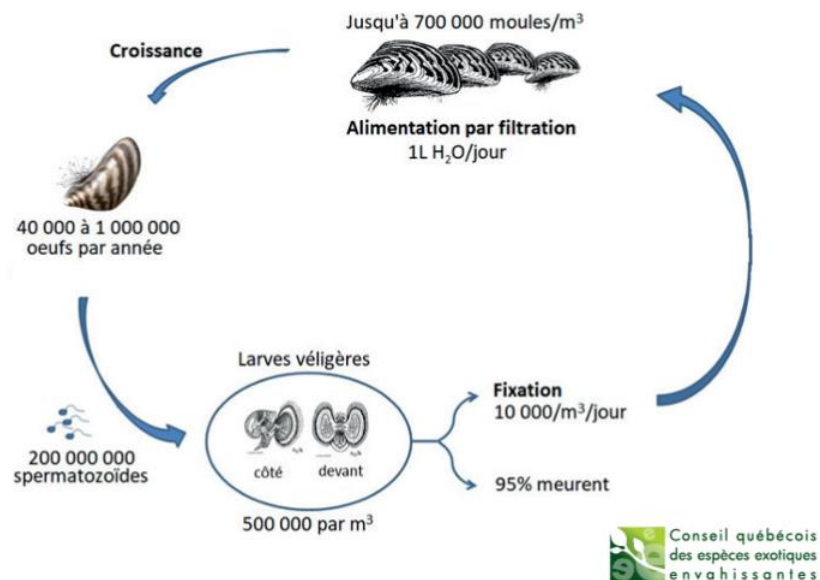 Jusqu'à 700 000 moules/m³
Croissance
Alimentation par filtration
1L H₂O/jour
40 000 à 1 000 000
oeufs par année
Larves véligères
côté
devant
500 000 par m³
200 000 000
spermatozoïdes
Fixation
10 000/m³/jour
95% meurent
Conseil québécois
des espèces exotiques
envahissantes